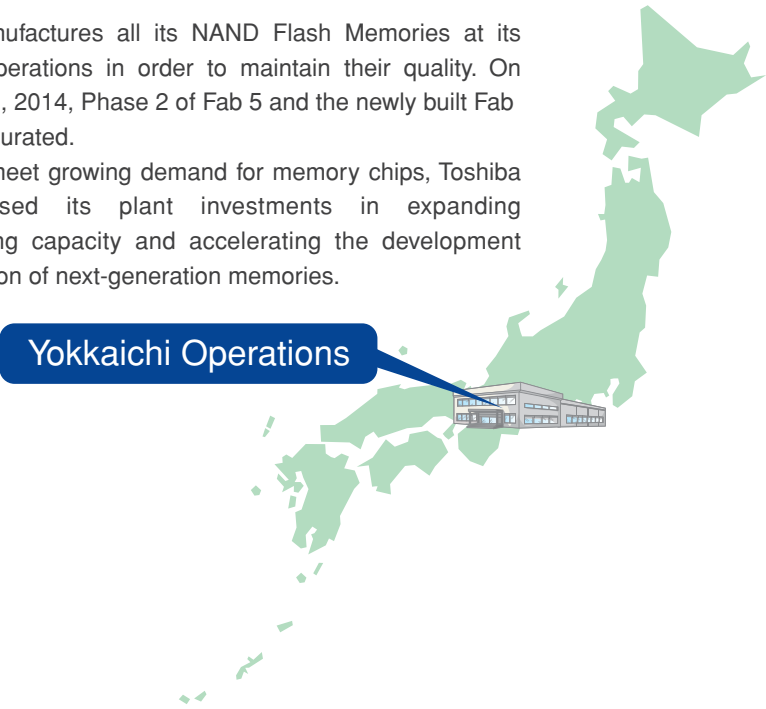 nufactures all its NAND Flash Memories at its
perations in order to maintain their quality. On
, 2014, Phase 2 of Fab 5 and the newly built Fab
urated.
neet growing demand for memory chips, Toshiba
sed its plant investments in expanding
ng capacity and accelerating the development
on of next-generation memories.
Yokkaichi Operations